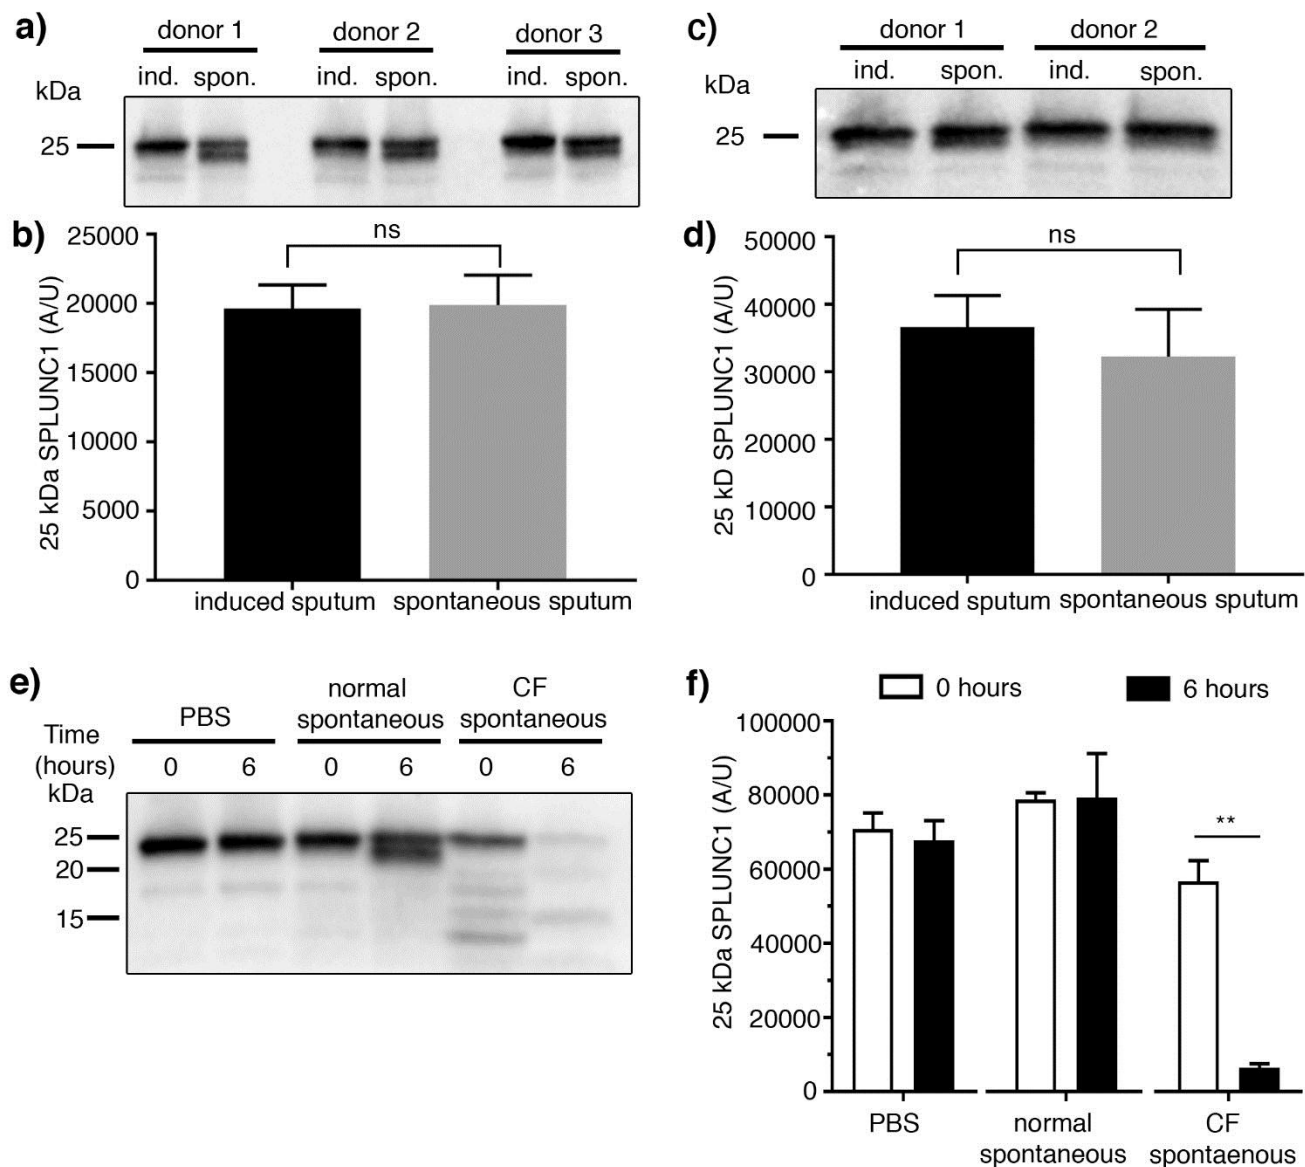 a)
donor 1 donor 2 donor 3
ind. spon. ind. spon. ind. spon.
kDa
25
b)
25 kDa SPLUNC1 (A/U)
25000
20000
15000
10000
5000
0
ns
induced sputum spontaneous sputum
c)
donor 1 donor 2
ind. spon. ind. spon.
kDa
25
d)
25 kD SPLUNC1 (A/U)
50000
40000
30000
20000
10000
0
ns
induced sputum spontaneous sputum
e)
PBS
normal
spontaneous
CF
spontaneous
Time
(hours)
0 6 0 6 0 6
kDa
25
20
15
f)
0 hours 6 hours
25 kDa SPLUNC1 (A/U)
100000
80000
60000
40000
20000
0
**
PBS
normal
spontaneous
CF
spontaenous